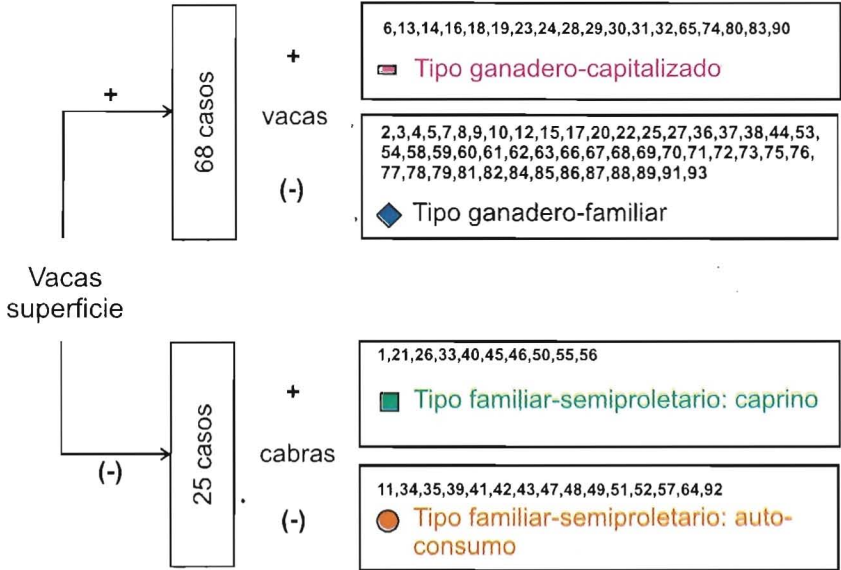 6,13,14,16,18,19,23,24,28,29,30,31,32,65,74,80,83,90
+
Tipo ganadero-capitalizado
+
68 casos
vacas
2,3,4,5,7,8,9,10,12,15,17,20,22,25,27,36,37,38,44,53,
54,58,59,60,61,62,63,66,67,68,69,70,71,72,73,75,76,
77,78,79,81,82,84,85,86,87,88,89,91,93
(-)
Tipo ganadero-familiar
Vacas
superficie
1,21,26,33,40,45,46,50,55,56
+
Tipo familiar-semiproletario: caprino
25 casos
cabras
(-)
11,34,35,39,41,42,43,47,48,49,51,52,57,64,92
(-)
Tipo familiar-semiproletario: auto-
consumo